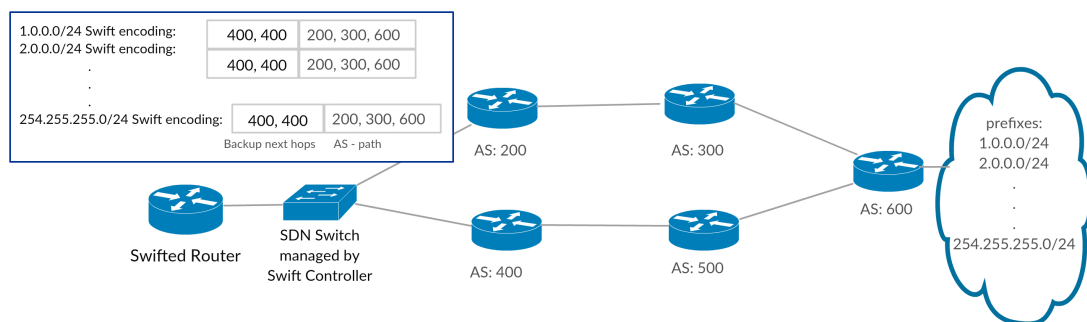 1.0.0.0/24 Swift encoding: 400, 400 200, 300, 600
2.0.0.0/24 Swift encoding:
400, 400 200, 300, 600
.
.
.
254.255.255.0/24 Swift encoding: 400, 400 200, 300, 600
Backup next hops AS - path
AS: 200
AS: 300
prefixes:
1.0.0.0/24
2.0.0.0/24
.
.
.
254.255.255.0/24
AS: 600
Swifted Router
SDN Switch
managed by
Swift Controller
AS: 400
AS: 500